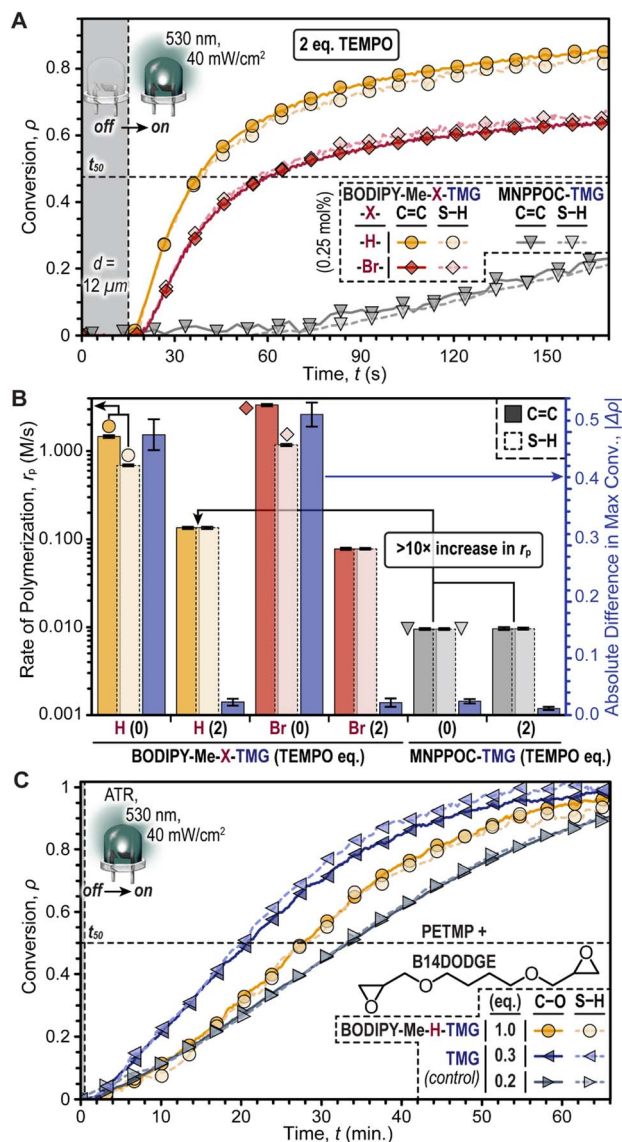 A
530 nm,
40 mW/cm²
2 eq. TEMPO
off → on
t₅₀
d =
12 μm
(0.25 mol%)
BODIPY-Me-X-TMG MNPPOC-TMG
-X- C=C S–H C=C S–H
-H-
-Br-
Conversion, ρ
0.8
0.6
0.4
0.2
0
30 60 90 120 150
Time, t (s)
B
C=C
S–H
>10× increase in rₚ
Rate of Polymerization, rₚ (M/s)
1.000
0.100
0.010
0.001
Absolute Difference in Max Conv., |Δρ|
0.5
0.4
0.3
0.2
0.1
0.0
H (0) H (2) Br (0) Br (2) (0) (2)
BODIPY-Me-X-TMG (TEMPO eq.) MNPPOC-TMG (TEMPO eq.)
C
ATR,
530 nm,
40 mW/cm²
off → on
t₅₀
PETMP +
B14DODGE
O O O O
(eq.) C–O S–H
BODIPY-Me-H-TMG 1.0
TMG 0.3
(control) 0.2
Conversion, ρ
1
0.8
0.6
0.4
0.2
0
0 10 20 30 40 50 60
Time, t (min.)